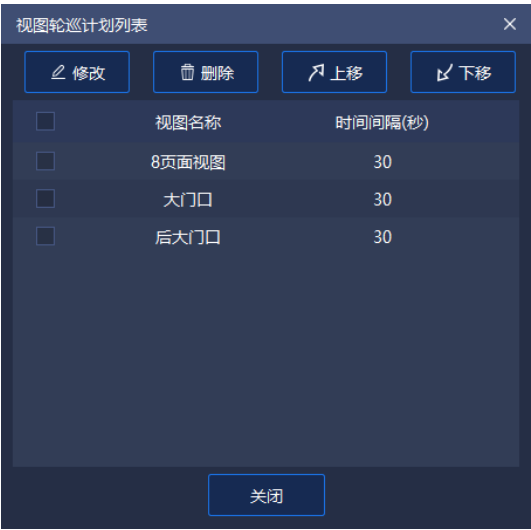 视图轮巡计划列表
修改 删除 上移 下移
视图名称 时间间隔(秒)
8页面视图 30
大门口 30
后大门口 30
关闭